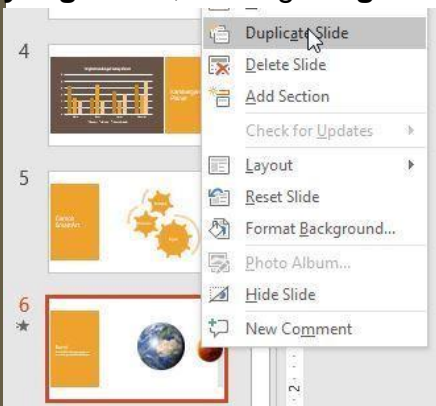 4
Duplicate Slide
Delete Slide
Add Section
Check for Updates
5
Layout
Reset Slide
Format Background...
Photo Album...
6
Hide Slide
New Comment
2